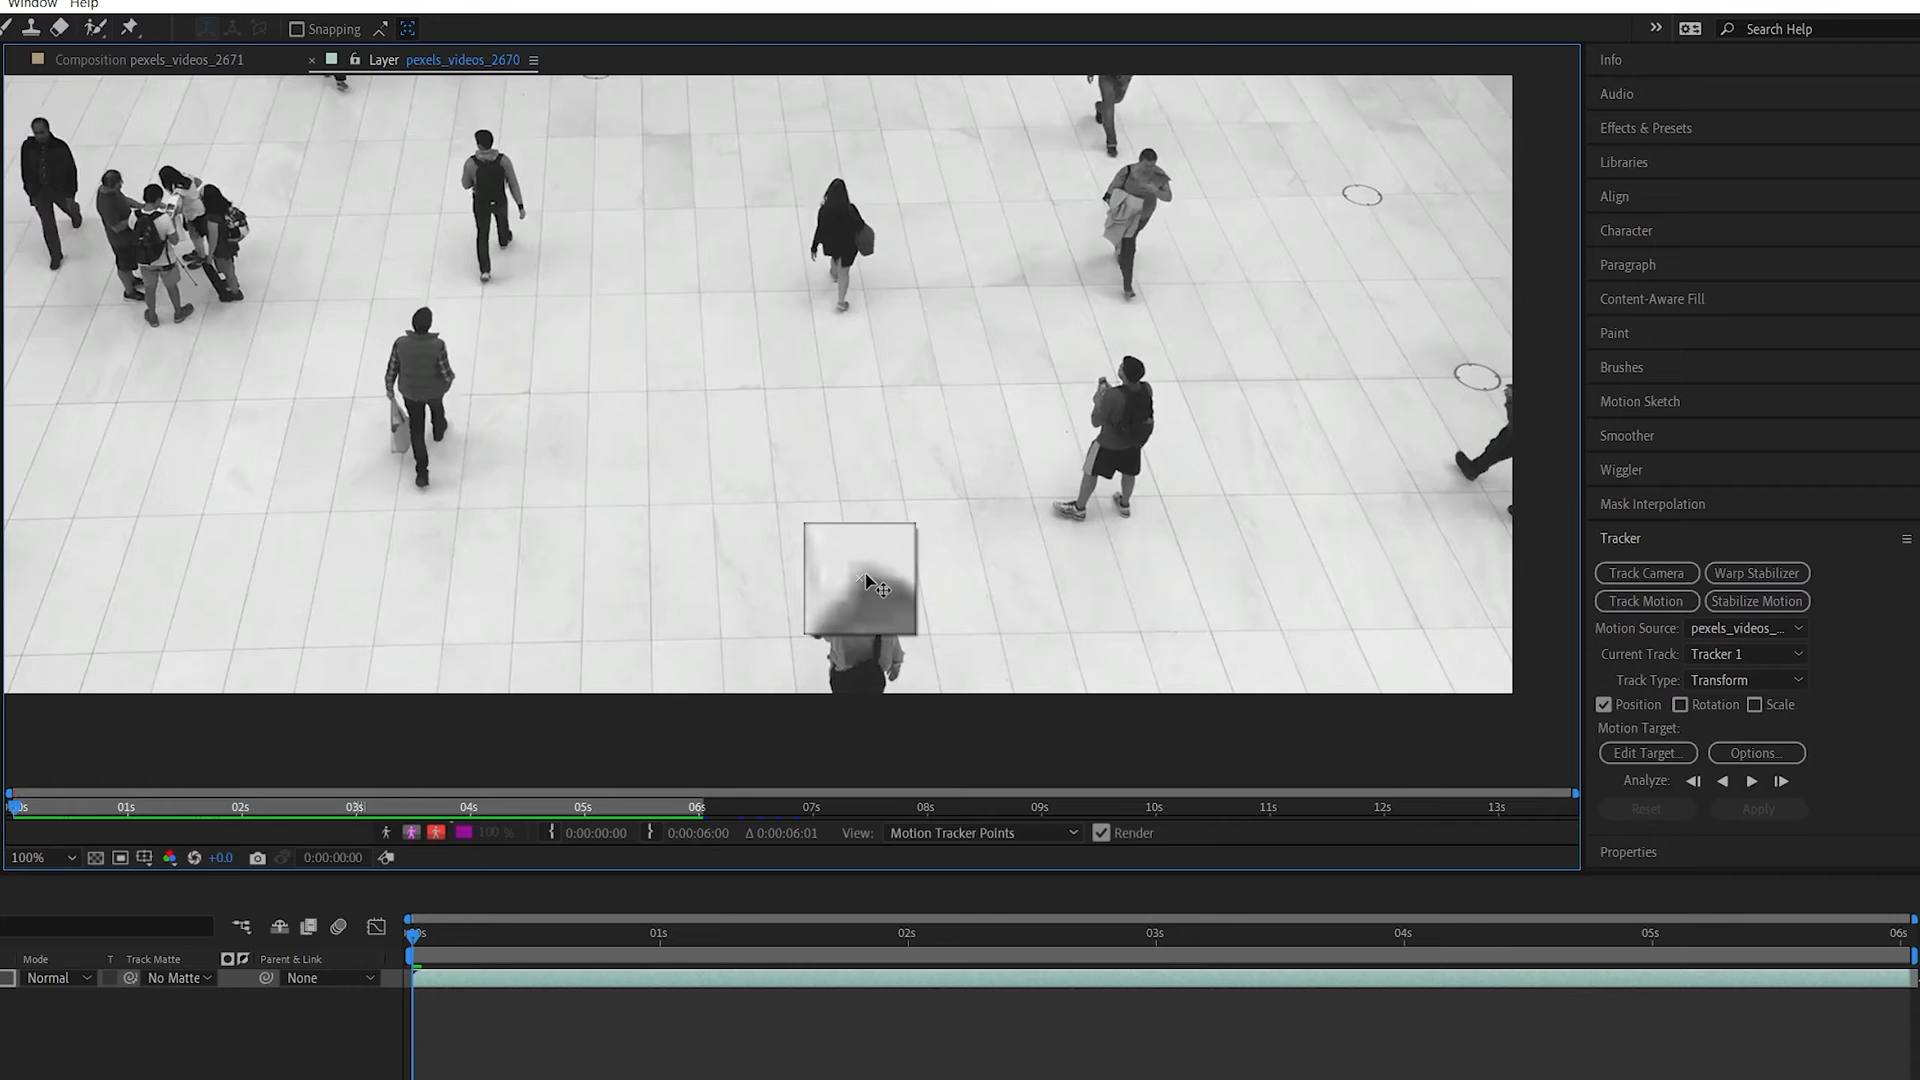 Window Help
Snapping
Search Help
Composition pexels_videos_2671
Layer pexels_videos_2670
Info
Audio
Effects & Presets
Libraries
Align
Character
Paragraph
Content-Aware Fill
Paint
Brushes
Motion Sketch
Smoother
Wiggler
Mask Interpolation
Tracker
Track Camera Warp Stabilizer
Track Motion Stabilize Motion
Motion Source: pexels_videos_...
Current Track: Tracker 1
Track Type: Transform
Position Rotation Scale
Motion Target:
Edit Target... Options...
Analyze:
Reset Apply
Properties
01s 02s 03s 04s 05s 06s 07s 08s 09s 10s 11s 12s 13s
100 % 0:00:00:00 0:00:06:00 Δ 0:00:06:01 View: Motion Tracker Points Render
100% +0.0 0:00:00:00
01s 02s 03s 04s 05s 06s
Mode T Track Matte Parent & Link
Normal No Matte None